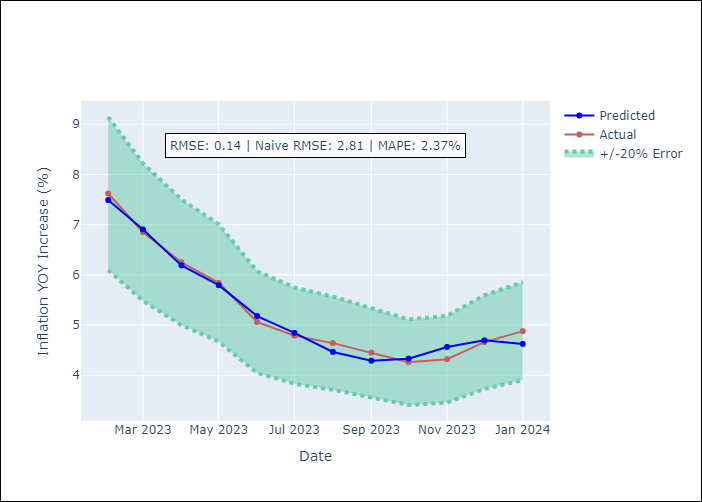 RMSE: 0.14 | Naive RMSE: 2.81 | MAPE: 2.37%
Predicted
Actual
+/-20% Error
Inflation YOY Increase (%)
9
8
7
6
5
4
Mar 2023
May 2023
Jul 2023
Sep 2023
Nov 2023
Jan 2024
Date